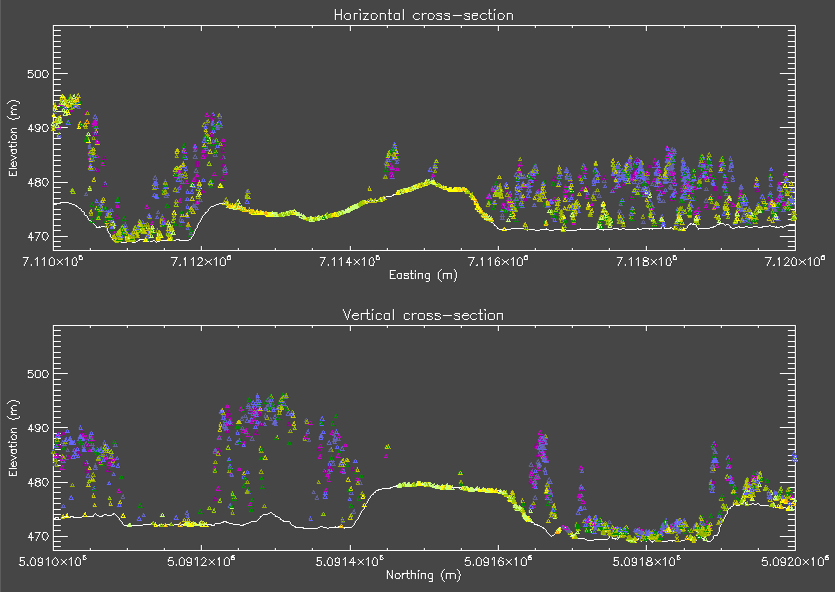 Horizontal cross-section
Elevation (m)
500
490
480
470
7.110×10⁵ 7.112×10⁵ 7.114×10⁵ 7.116×10⁵ 7.118×10⁵ 7.120×10⁵
Easting (m)
Vertical cross-section
Elevation (m)
500
490
480
470
5.0910×10⁶ 5.0912×10⁶ 5.0914×10⁶ 5.0916×10⁶ 5.0918×10⁶ 5.0920×10⁶
Northing (m)